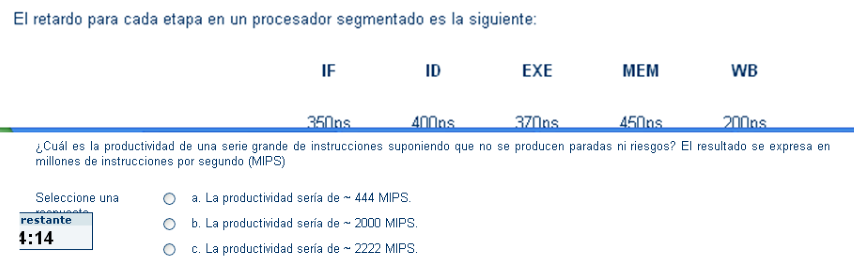 El retardo para cada etapa en un procesador segmentado es la siguiente:
IF ID EXE MEM WB
350ps 400ps 370ps 450ps 200ps
¿Cuál es la productividad de una serie grande de instrucciones suponiendo que no se producen paradas ni riesgos? El resultado se expresa en
millones de instrucciones por segundo (MIPS)
Seleccione una
respuesta
a. La productividad sería de ~ 444 MIPS.
restante
4:14
b. La productividad sería de ~ 2000 MIPS.
c. La productividad sería de ~ 2222 MIPS.